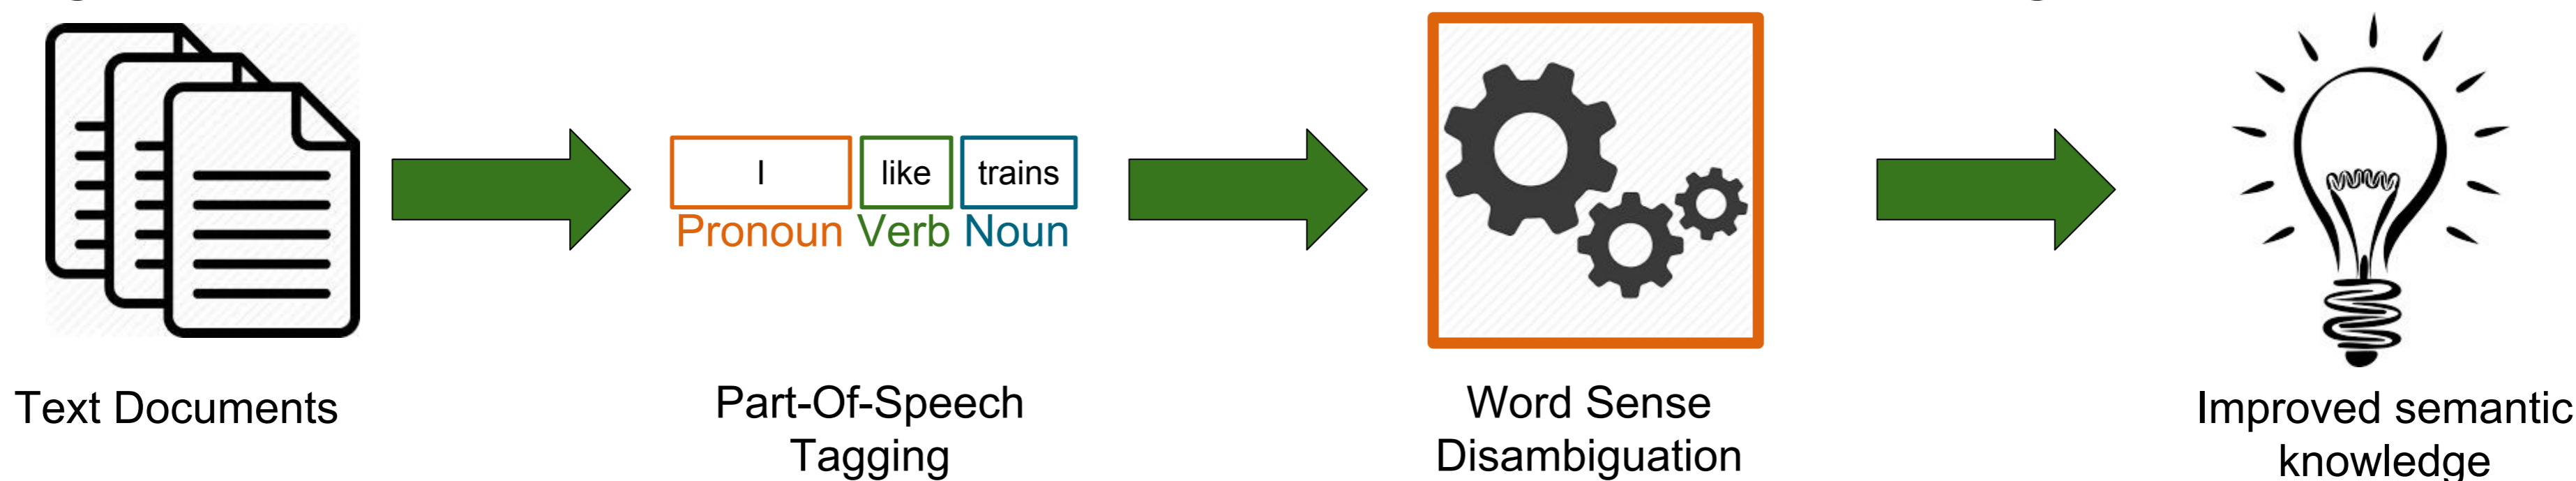 I like trains
Pronoun Verb Noun
Text Documents
Part-Of-Speech
Tagging
Word Sense
Disambiguation
Improved semantic
knowledge